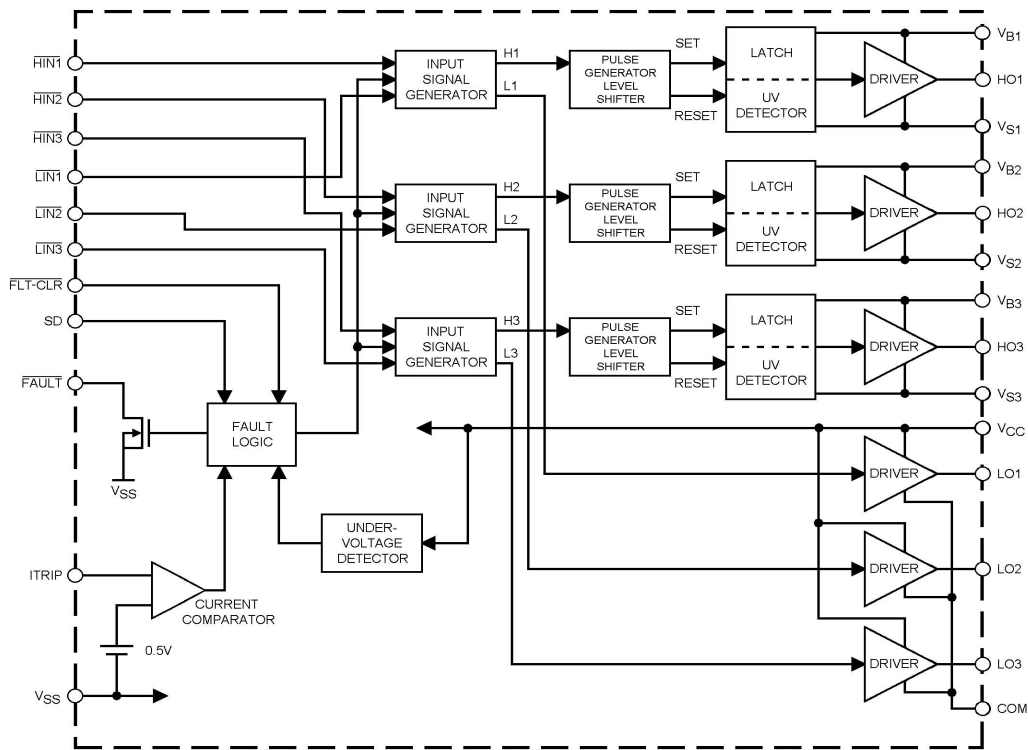 HIN1
HIN2
HIN3
LIN1
LIN2
LIN3
FLT-CLR
SD
FAULT
VSS
ITRIP
0.5V
VSS
FAULT
LOGIC
CURRENT
COMPARATOR
UNDER-
VOLTAGE
DETECTOR
INPUT
SIGNAL
GENERATOR
H1
L1
PULSE
GENERATOR
LEVEL
SHIFTER
SET
RESET
LATCH
UV
DETECTOR
DRIVER
VB1
HO1
VS1
INPUT
SIGNAL
GENERATOR
H2
L2
PULSE
GENERATOR
LEVEL
SHIFTER
SET
RESET
LATCH
UV
DETECTOR
DRIVER
VB2
HO2
VS2
INPUT
SIGNAL
GENERATOR
H3
L3
PULSE
GENERATOR
LEVEL
SHIFTER
SET
RESET
LATCH
UV
DETECTOR
DRIVER
VB3
HO3
VS3
VCC
DRIVER
LO1
DRIVER
LO2
DRIVER
LO3
COM